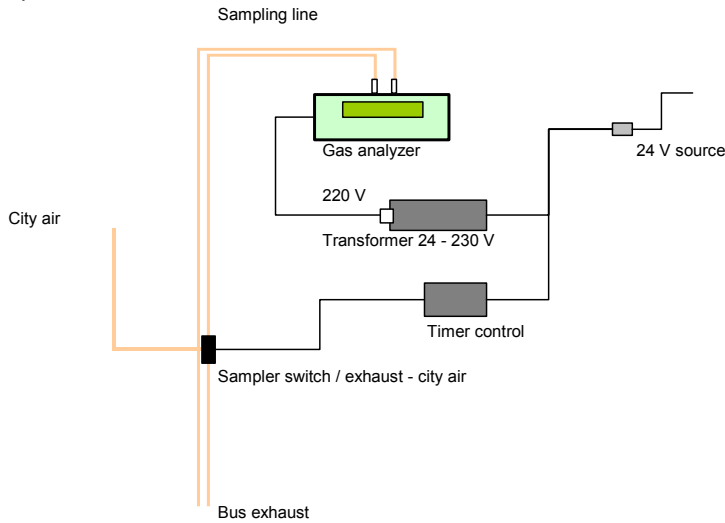 Sampling line
Gas analyzer
24 V source
220 V
City air
Transformer 24 - 230 V
Timer control
Sampler switch / exhaust - city air
Bus exhaust